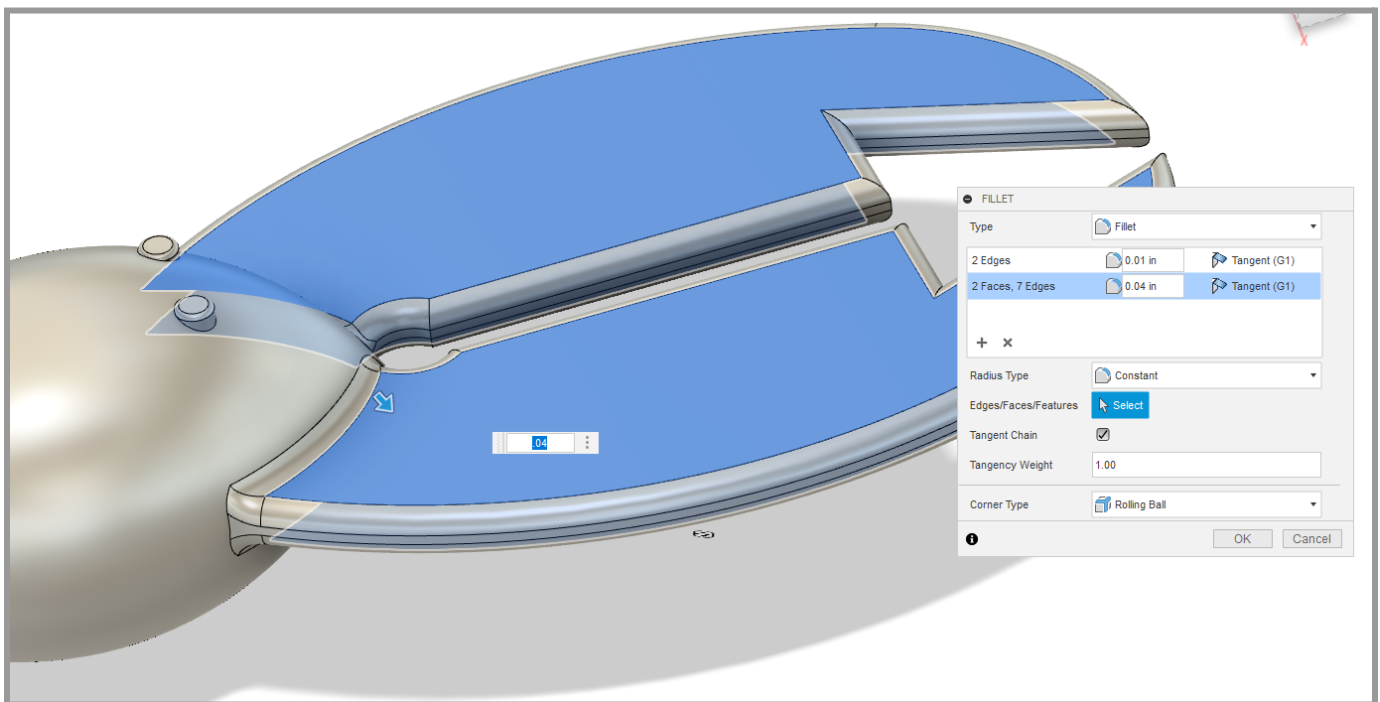 X
FILLET
Type Fillet
2 Edges 0.01 in Tangent (G1)
2 Faces, 7 Edges 0.04 in Tangent (G1)
Radius Type Constant
Edges/Faces/Features Select
Tangent Chain
.04
Tangency Weight 1.00
Corner Type Rolling Ball
OK Cancel